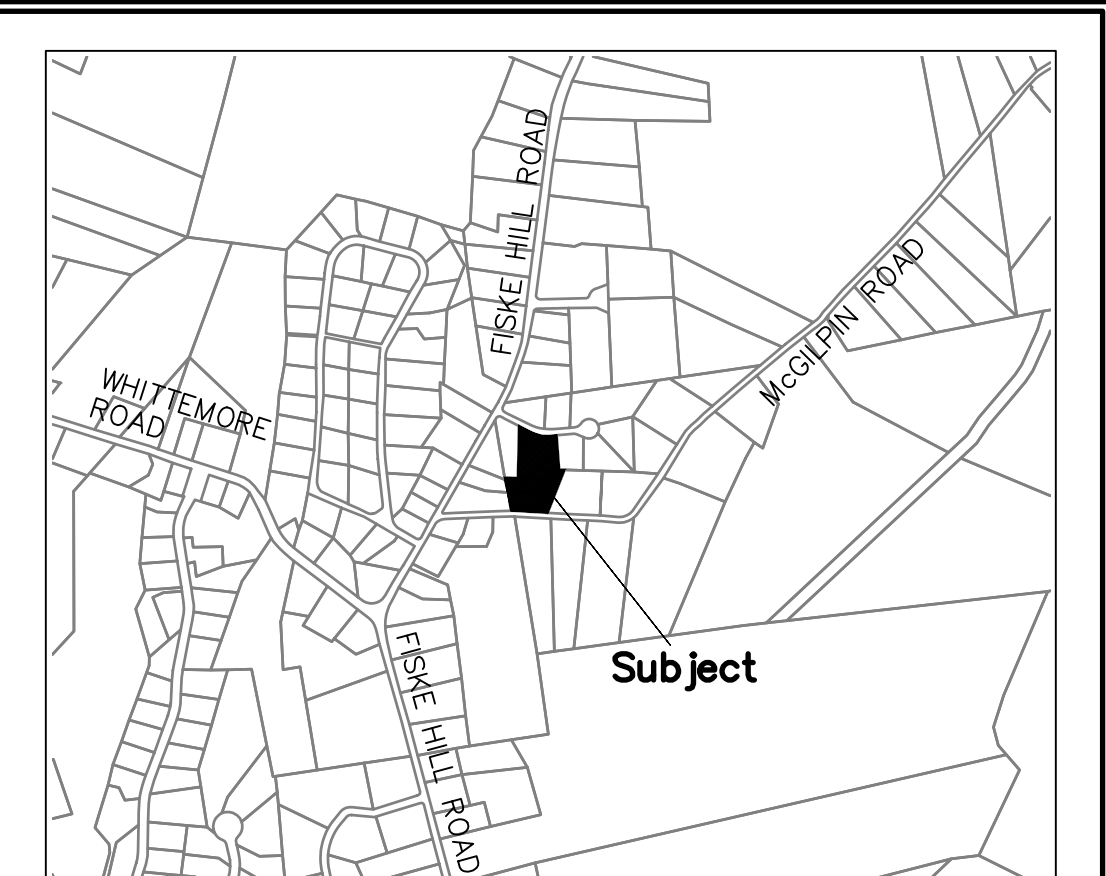 FISKE HILL ROAD
McGILPIN ROAD
WHITTEMORE
ROAD
Subject
FISKE HILL ROAD